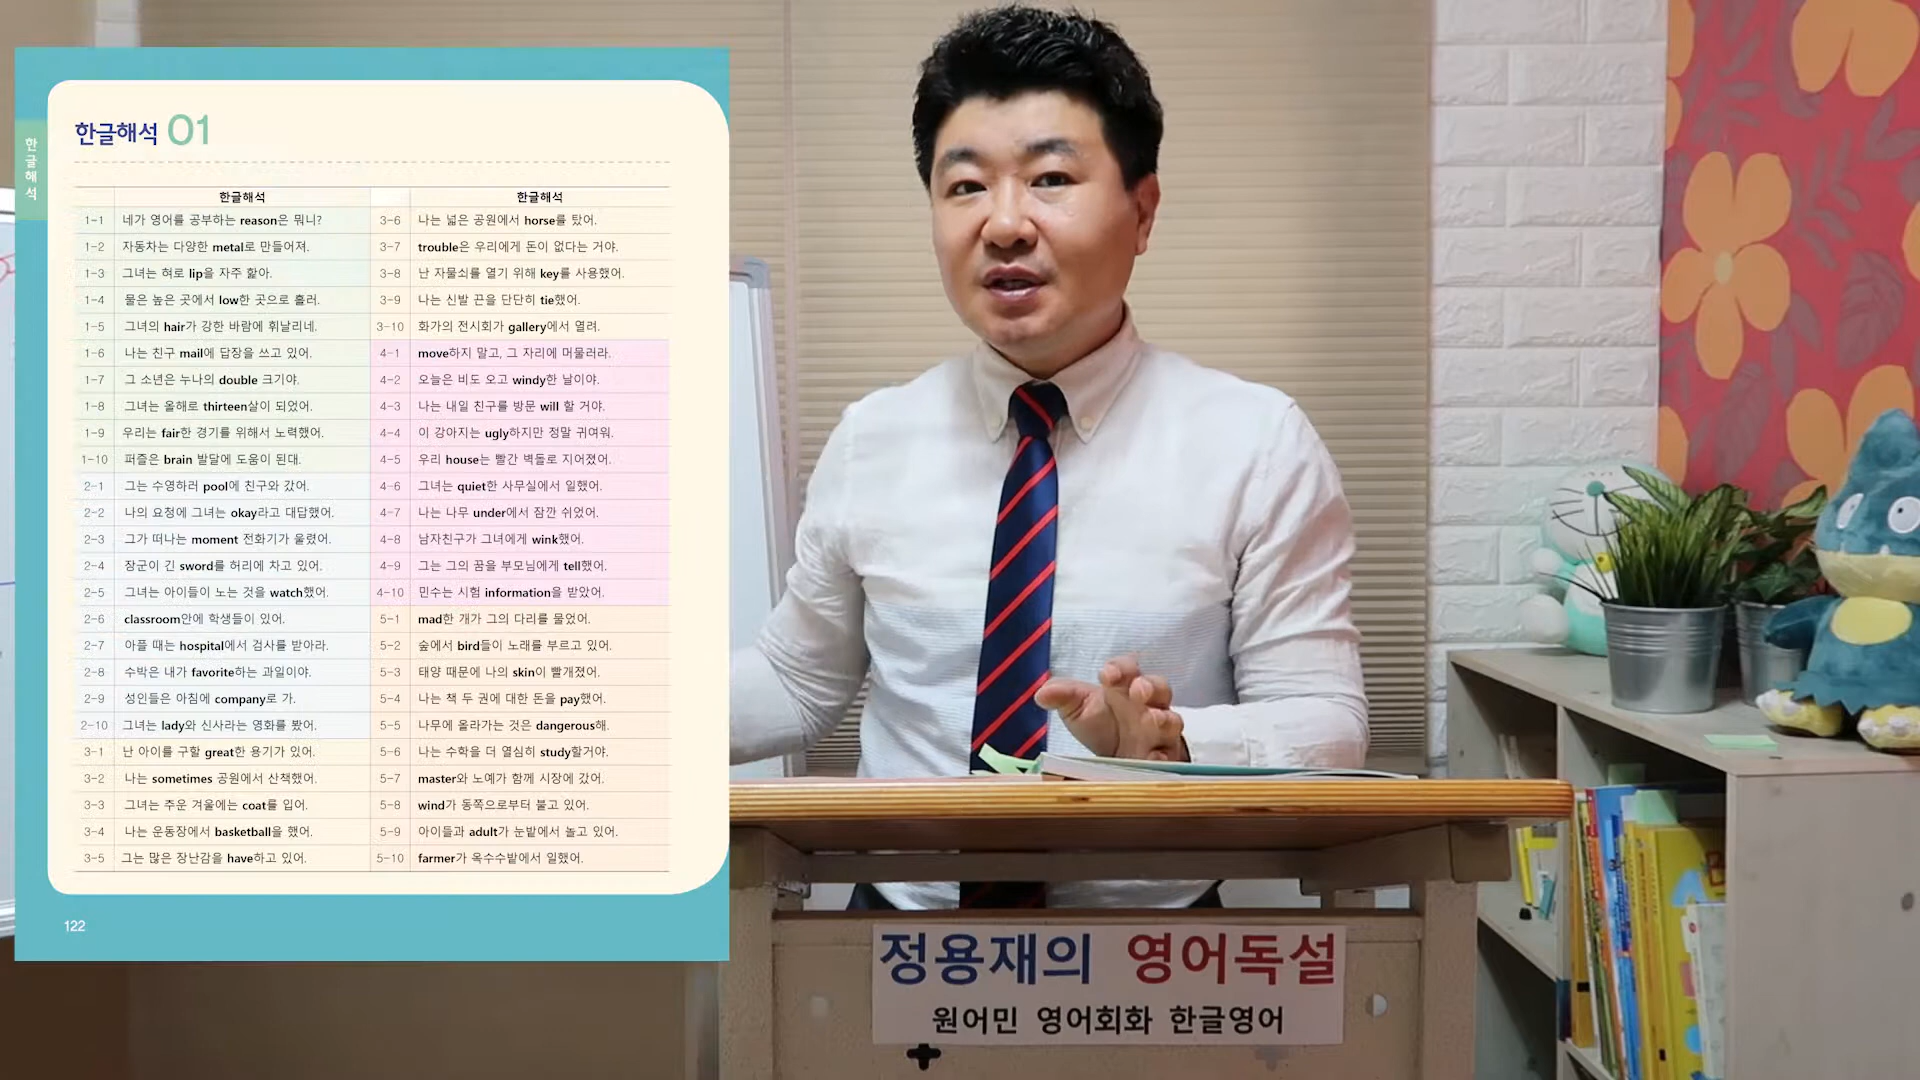 한글해석
한글해석 01
한글해석
1-1 네가 영어를 공부하는 reason은 뭐니?
1-2 자동차는 다양한 metal로 만들어져.
1-3 그녀는 혀로 lip을 자주 핥아.
1-4 물은 높은 곳에서 low한 곳으로 흘러.
1-5 그녀의 hair가 강한 바람에 휘날리네.
1-6 나는 친구 mail에 답장을 쓰고 있어.
1-7 그 소년은 누나의 double 크기야.
1-8 그녀는 올해로 thirteen살이 되었어.
1-9 우리는 fair한 경기를 위해서 노력했어.
1-10 퍼즐은 brain 발달에 도움이 된대.
2-1 그는 수영하러 pool에 친구와 갔어.
2-2 나의 요청에 그녀는 okay라고 대답했어.
2-3 그가 떠나는 moment 전화기가 울렸어.
2-4 장군이 긴 sword를 허리에 차고 있어.
2-5 그녀는 아이들이 노는 것을 watch했어.
2-6 classroom안에 학생들이 있어.
2-7 아플 때는 hospital에서 검사를 받아라.
2-8 수박은 내가 favorite하는 과일이야.
2-9 성인들은 아침에 company로 가.
2-10 그녀는 lady와 신사라는 영화를 봤어.
3-1 난 아이를 구할 great한 용기가 있어.
3-2 나는 sometimes 공원에서 산책했어.
3-3 그녀는 추운 겨울에는 coat를 입어.
3-4 나는 운동장에서 basketball을 했어.
3-5 그는 많은 장난감을 have하고 있어.
한글해석
3-6 나는 넓은 공원에서 horse를 탔어.
3-7 trouble은 우리에게 돈이 없다는 거야.
3-8 난 자물쇠를 열기 위해 key를 사용했어.
3-9 나는 신발 끈을 단단히 tie했어.
3-10 화가의 전시회가 gallery에서 열려.
4-1 move하지 말고, 그 자리에 머물러라.
4-2 오늘은 비도 오고 windy한 날이야.
4-3 나는 내일 친구를 방문 will 할 거야.
4-4 이 강아지는 ugly하지만 정말 귀여워.
4-5 우리 house는 빨간 벽돌로 지어졌어.
4-6 그녀는 quiet한 사무실에서 일했어.
4-7 나는 나무 under에서 잠깐 쉬었어.
4-8 남자친구가 그녀에게 wink했어.
4-9 그는 그의 꿈을 부모님에게 tell했어.
4-10 민수는 시험 information을 받았어.
5-1 mad한 개가 그의 다리를 물었어.
5-2 숲에서 bird들이 노래를 부르고 있어.
5-3 태양 때문에 나의 skin이 빨개졌어.
5-4 나는 책 두 권에 대한 돈을 pay했어.
5-5 나무에 올라가는 것은 dangerous해.
5-6 나는 수학을 더 열심히 study할거야.
5-7 master와 노예가 함께 시장에 갔어.
5-8 wind가 동쪽으로부터 불고 있어.
5-9 아이들과 adult가 눈밭에서 놀고 있어.
5-10 farmer가 옥수수밭에서 일했어.
122
정용재의 영어독설
원어민 영어회화 한글영어